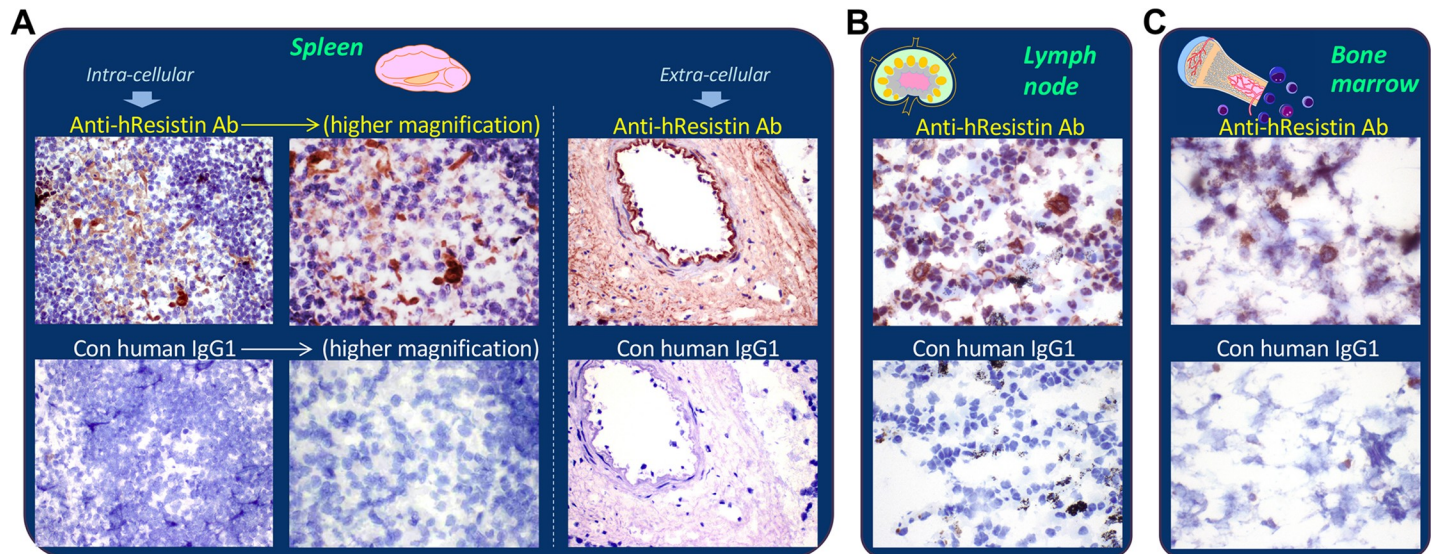 A
Spleen
Intra-cellular
Extra-cellular
Anti-hResistin Ab
(higher magnification)
Anti-hResistin Ab
Con human IgG1
(higher magnification)
Con human IgG1
B
Lymph
node
Anti-hResistin Ab
Con human IgG1
C
Bone
marrow
Anti-hResistin Ab
Con human IgG1